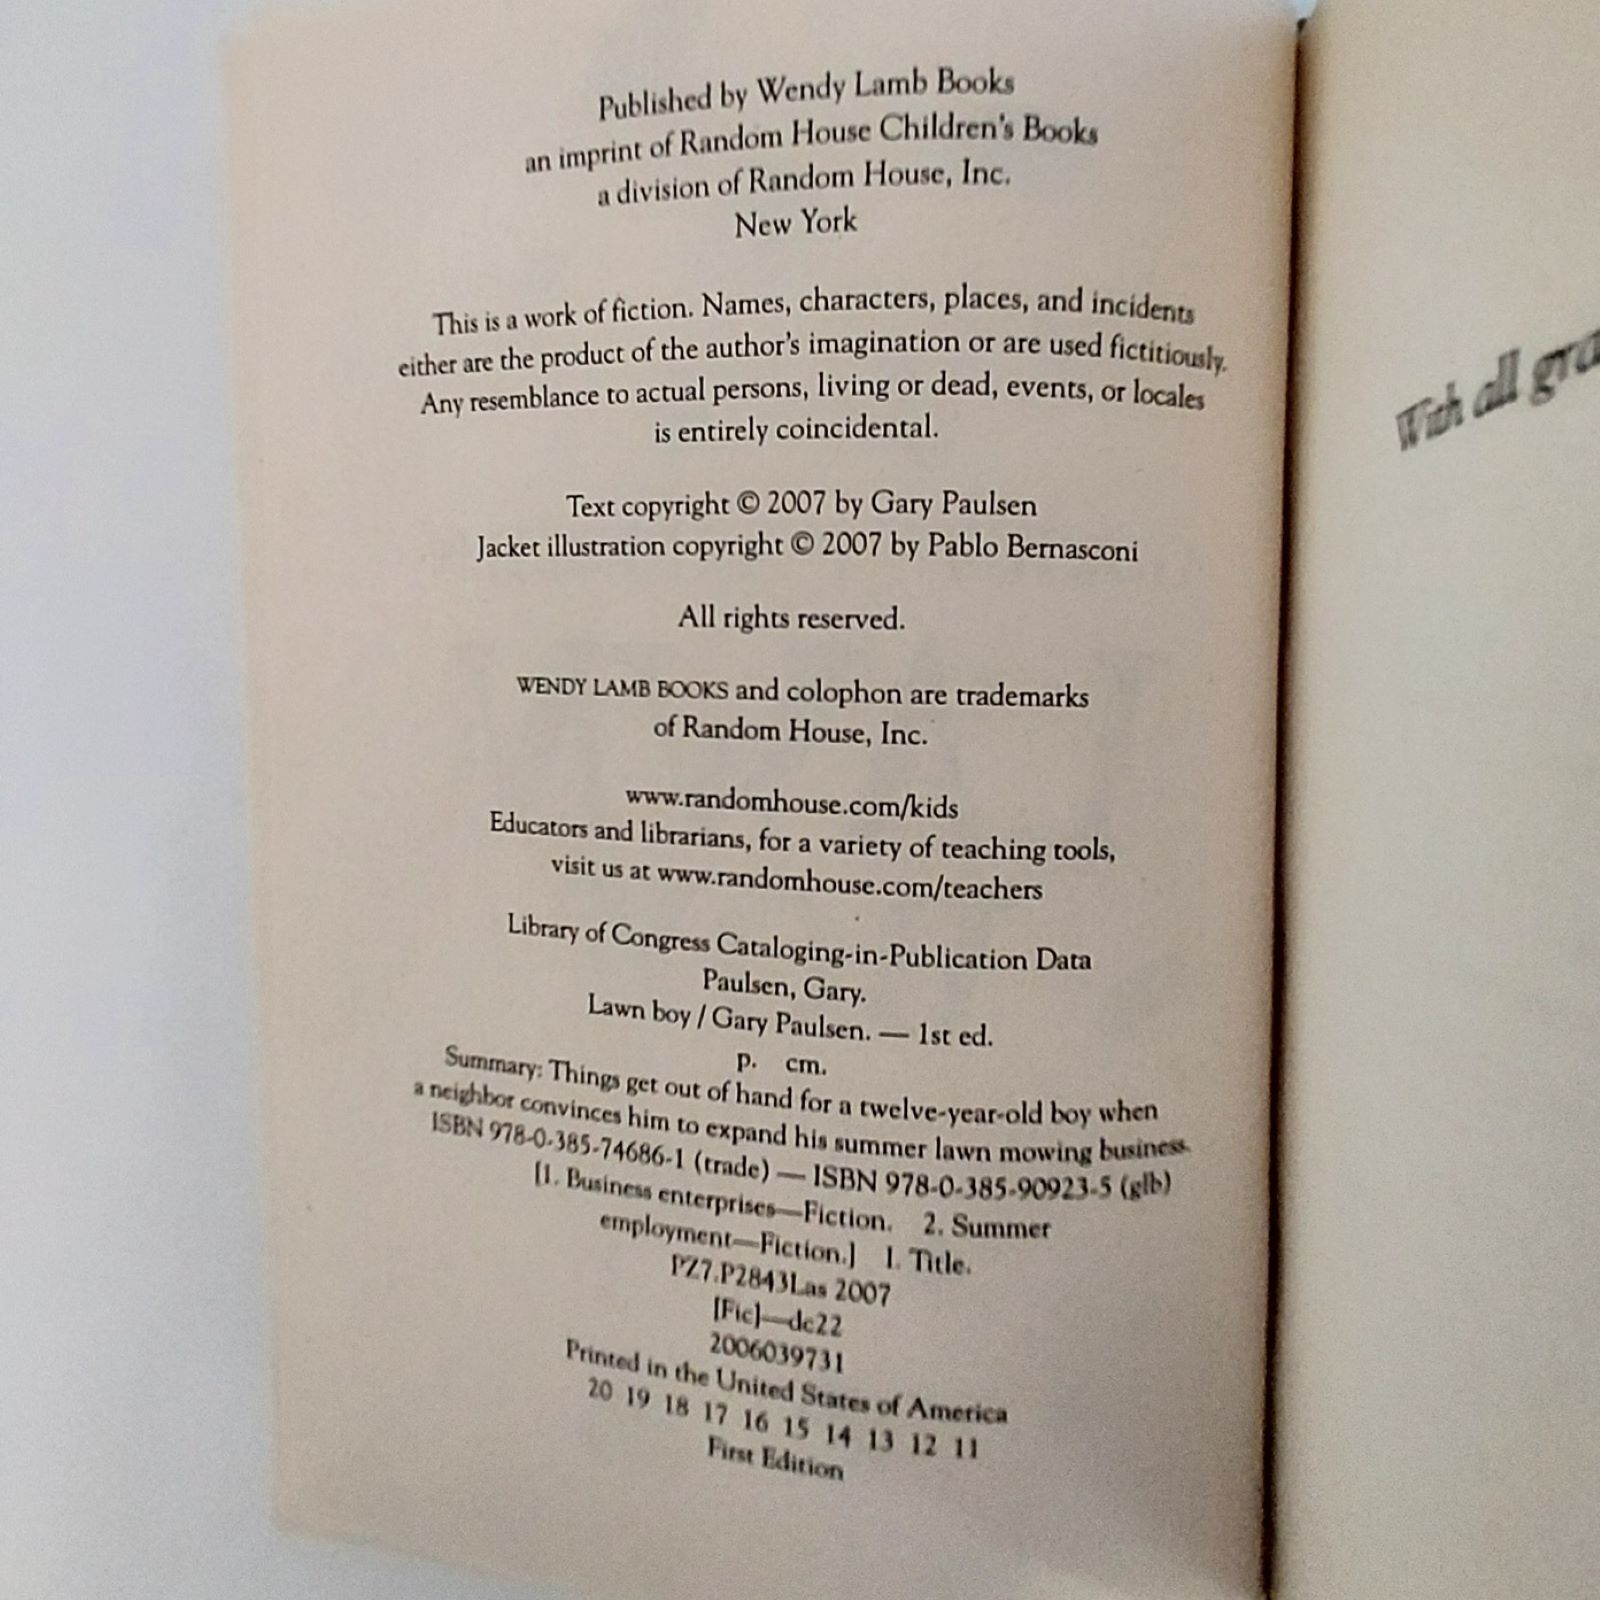 Published by Wendy Lamb Books
an imprint of Random House Children's Books
a division of Random House, Inc.
New York
This is a work of fiction. Names, characters, places, and incidents
either are the product of the author's imagination or are used fictitiously.
Any resemblance to actual persons, living or dead, events, or locales
is entirely coincidental.
Text copyright © 2007 by Gary Paulsen
Jacket illustration copyright © 2007 by Pablo Bernasconi
All rights reserved.
WENDY LAMB BOOKS and colophon are trademarks
of Random House, Inc.
www.randomhouse.com/kids
Educators and librarians, for a variety of teaching tools,
visit us at www.randomhouse.com/teachers
Library of Congress Cataloging-in-Publication Data
Paulsen, Gary.
Lawn boy / Gary Paulsen. — 1st ed.
p. cm.
Summary: Things get out of hand for a twelve-year-old boy when
a neighbor convinces him to expand his summer lawn mowing business.
ISBN 978-0-385-74686-1 (trade) — ISBN 978-0-385-90923-5 (glb)
[1. Business enterprises—Fiction. 2. Summer
employment—Fiction.] I. Title.
PZ7.P2843Las 2007
[Fic]—dc22
2006039731
Printed in the United States of America
20 19 18 17 16 15 14 13 12 11
First Edition
With all gra